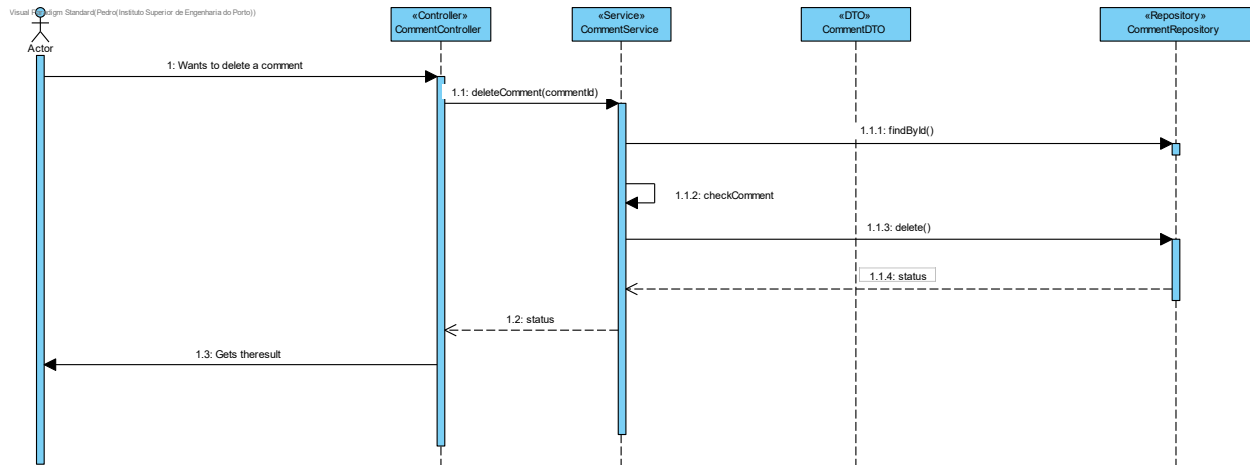 Visual Paradigm Standard(Pedro(Instituto Superior de Engenharia do Porto))
Actor
«Controller»
CommentController
«Service»
CommentService
«DTO»
CommentDTO
«Repository»
CommentRepository
1: Wants to delete a comment
1.1: deleteComment(commentId)
1.1.1: findById()
1.1.2: checkComment
1.1.3: delete()
1.1.4: status
1.2: status
1.3: Gets theresult